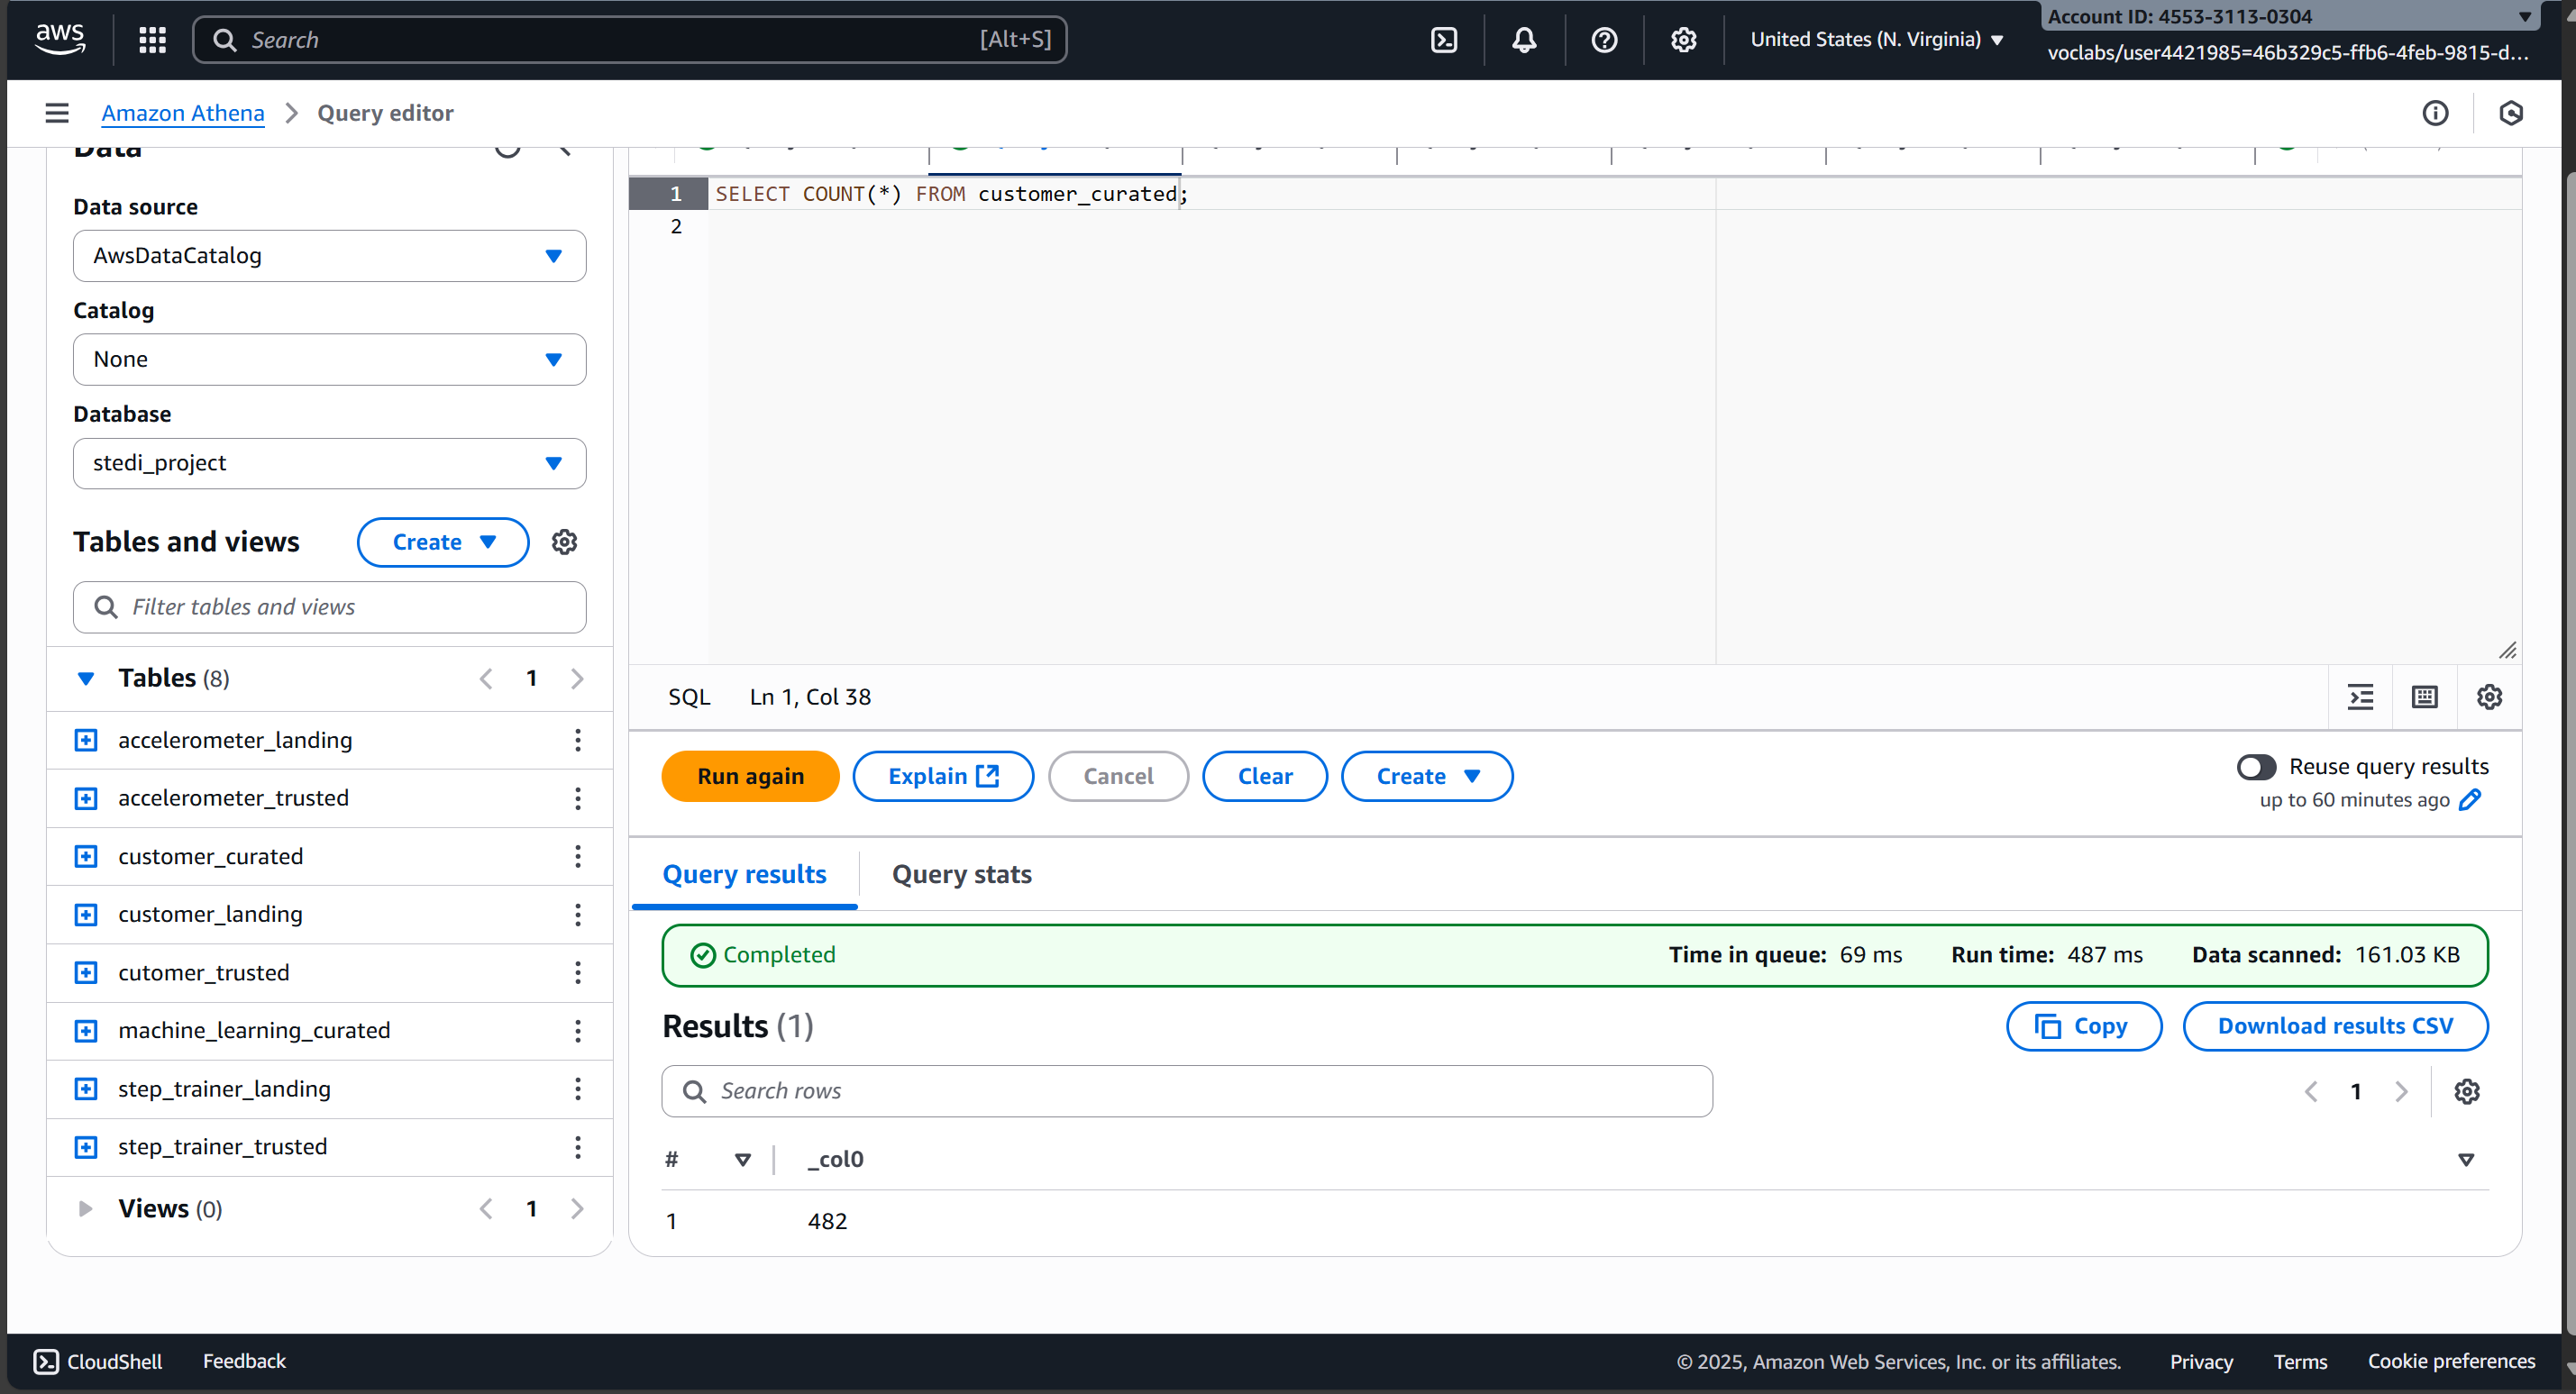 aws
Search
[Alt+S]
United States (N. Virginia)
Account ID: 4553-3113-0304
voclabs/user4421985=46b329c5-ffb6-4feb-9815-d...
Amazon Athena
Query editor
Data
Data source
AwsDataCatalog
Catalog
None
Database
stedi_project
Tables and views
Create
Filter tables and views
Tables (8)
1
accelerometer_landing
accelerometer_trusted
customer_curated
customer_landing
cutomer_trusted
machine_learning_curated
step_trainer_landing
step_trainer_trusted
Views (0)
1
1 SELECT COUNT(*) FROM customer_curated;
2
SQL Ln 1, Col 38
Run again
Explain
Cancel
Clear
Create
Reuse query results
up to 60 minutes ago
Query results
Query stats
Completed
Time in queue: 69 ms
Run time: 487 ms
Data scanned: 161.03 KB
Results (1)
Copy
Download results CSV
Search rows
1
# _col0
1 482
CloudShell
Feedback
© 2025, Amazon Web Services, Inc. or its affiliates.
Privacy
Terms
Cookie preferences